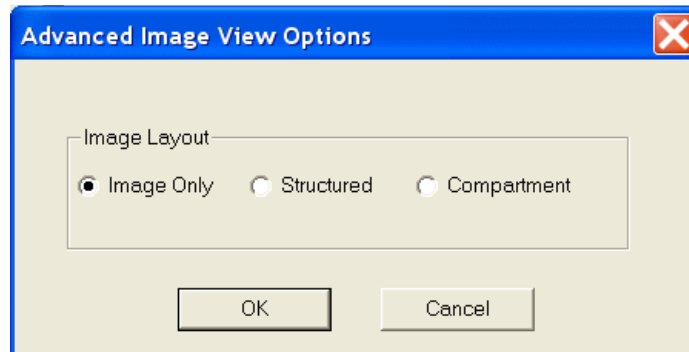 Advanced Image View Options
Image Layout
Image Only Structured Compartment
OK Cancel